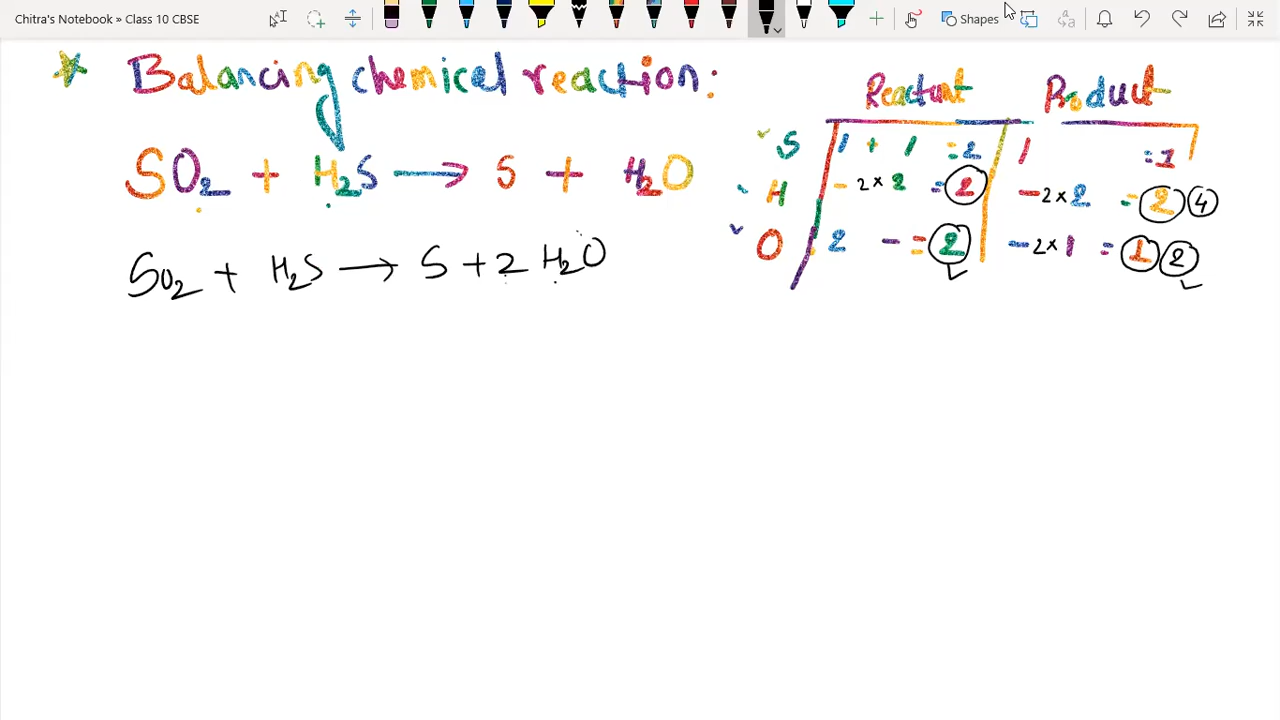 Chitra's Notebook » Class 10 CBSE
Shapes
Balancing chemical reaction:
SO₂ + H₂S → S + H₂O
SO₂ + H₂S → S + 2 H₂O
Reactant Product
S 1 + 1 = 2 1 = 1
H - 2 × 2 = 2 - 2 × 2 = 2 4
O 2 - = 2 - 2 × 1 = 1 2